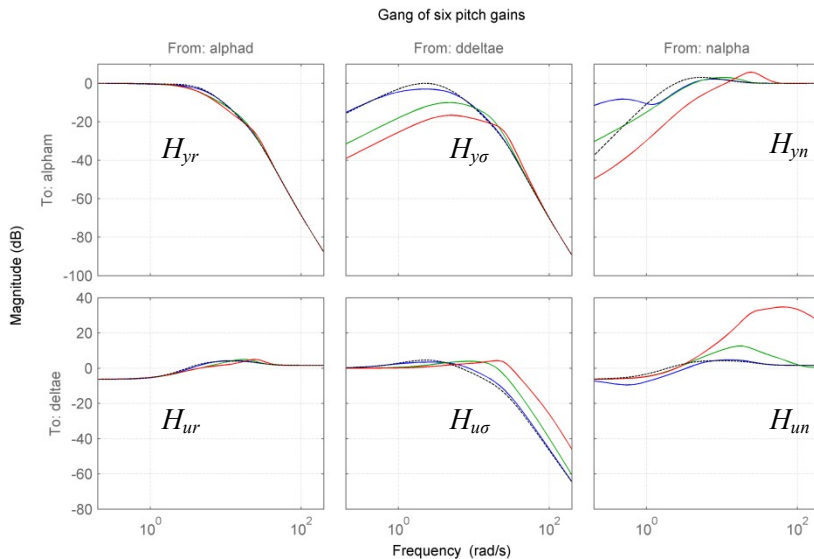 Gang of six pitch gains
From: alphad
From: ddeltae
From: nalpha
Magnitude (dB)
To: alpham
0
-20
-40
-60
-80
-100
H_yr
H_yσ
H_yn
To: deltae
40
20
0
-20
-40
-60
-80
H_ur
H_uσ
H_un
10^0
10^2
10^0
10^2
10^0
10^2
Frequency (rad/s)